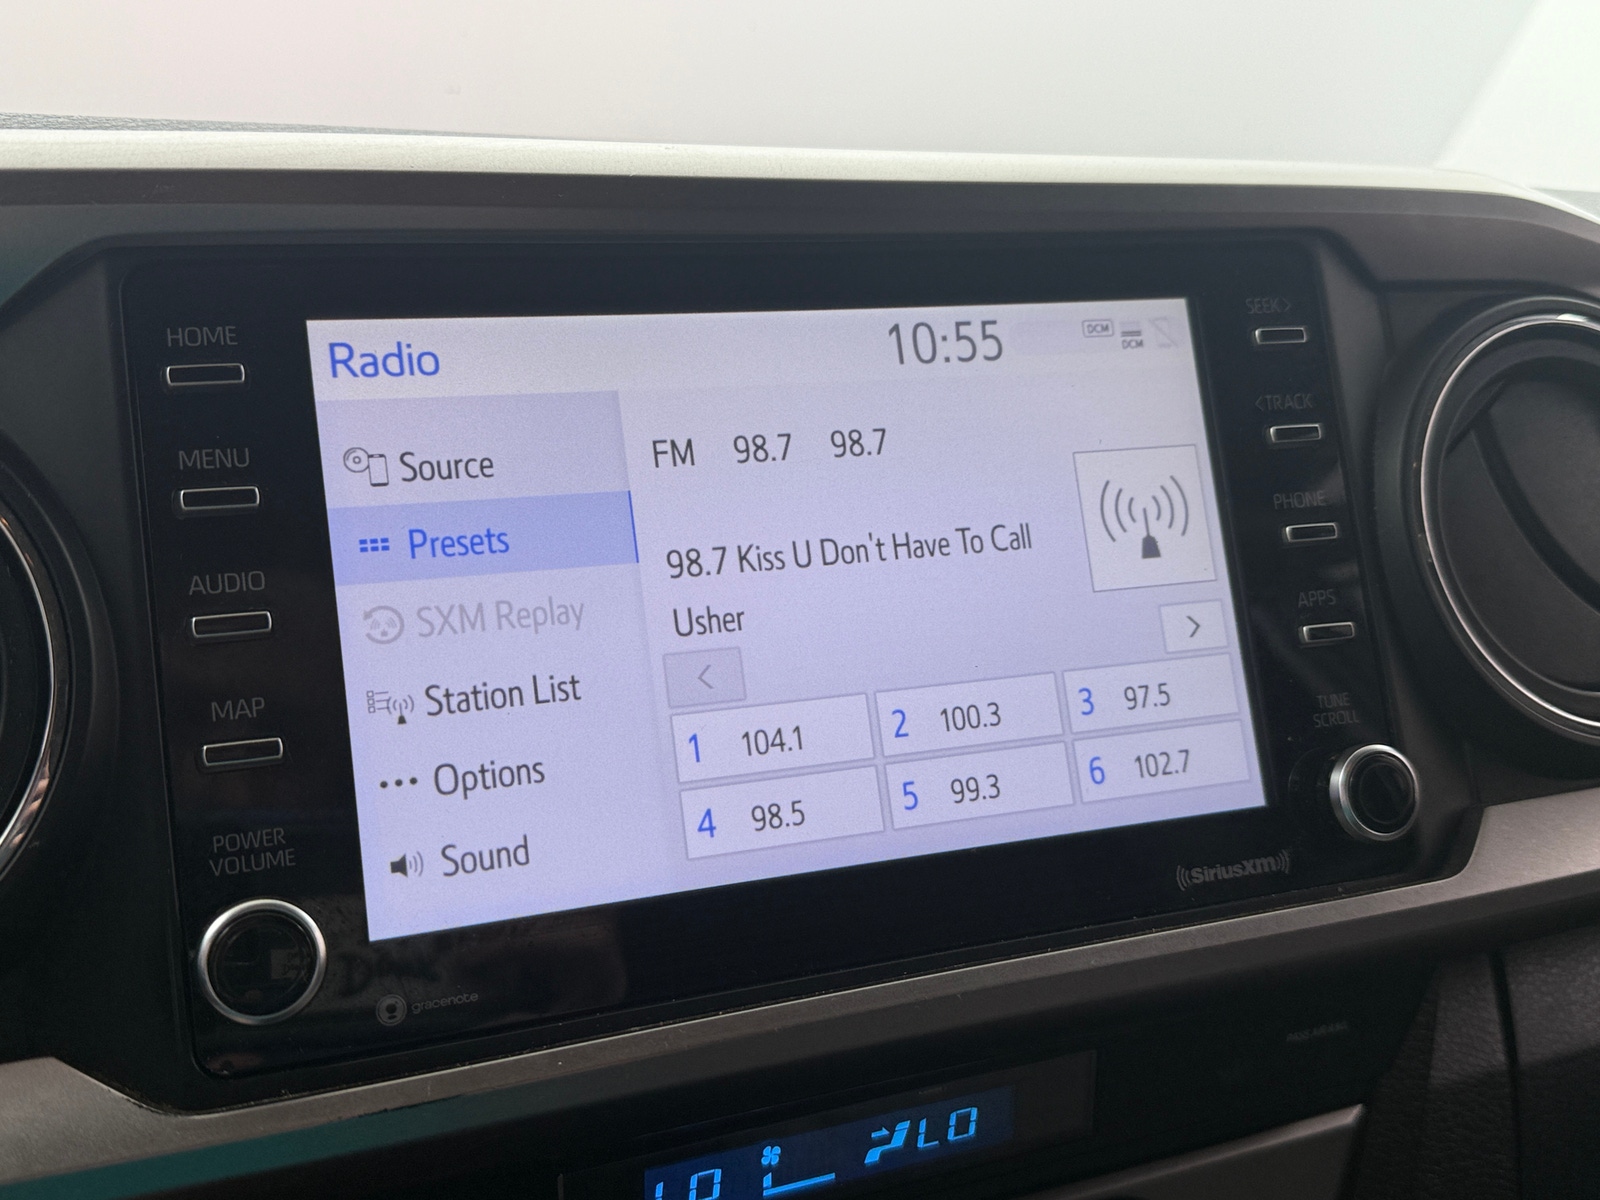 HOME
MENU
AUDIO
MAP
POWER
VOLUME
Radio
10:55
DCM
DCM
Source
Presets
SXM Replay
Station List
Options
Sound
FM 98.7 98.7
98.7 Kiss U Don't Have To Call
Usher
1 104.1
2 100.3
3 97.5
4 98.5
5 99.3
6 102.7
SEEK >
< TRACK
PHONE
APPS
TUNE
SCROLL
SiriusXM
gracenote
LO
LO